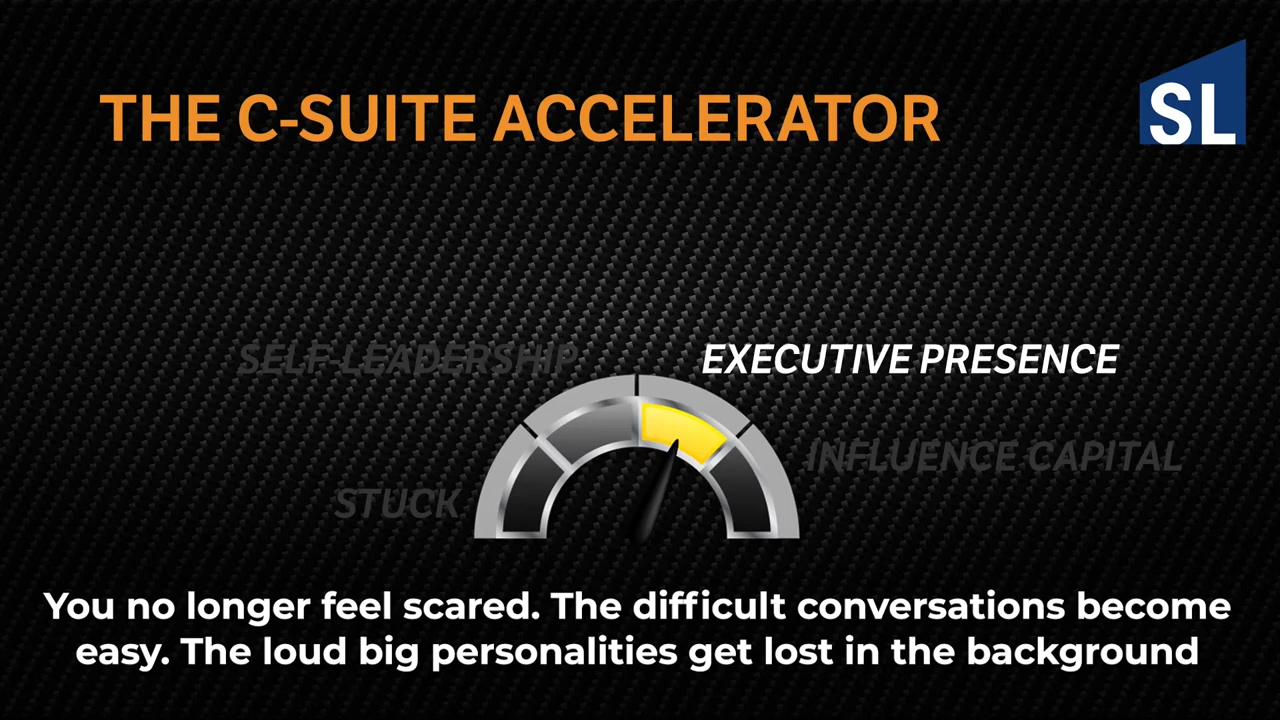 THE C-SUITE ACCELERATOR
SL
SELF-LEADERSHIP
EXECUTIVE PRESENCE
INFLUENCE CAPITAL
STUCK
You no longer feel scared. The difficult conversations become
easy. The loud big personalities get lost in the background